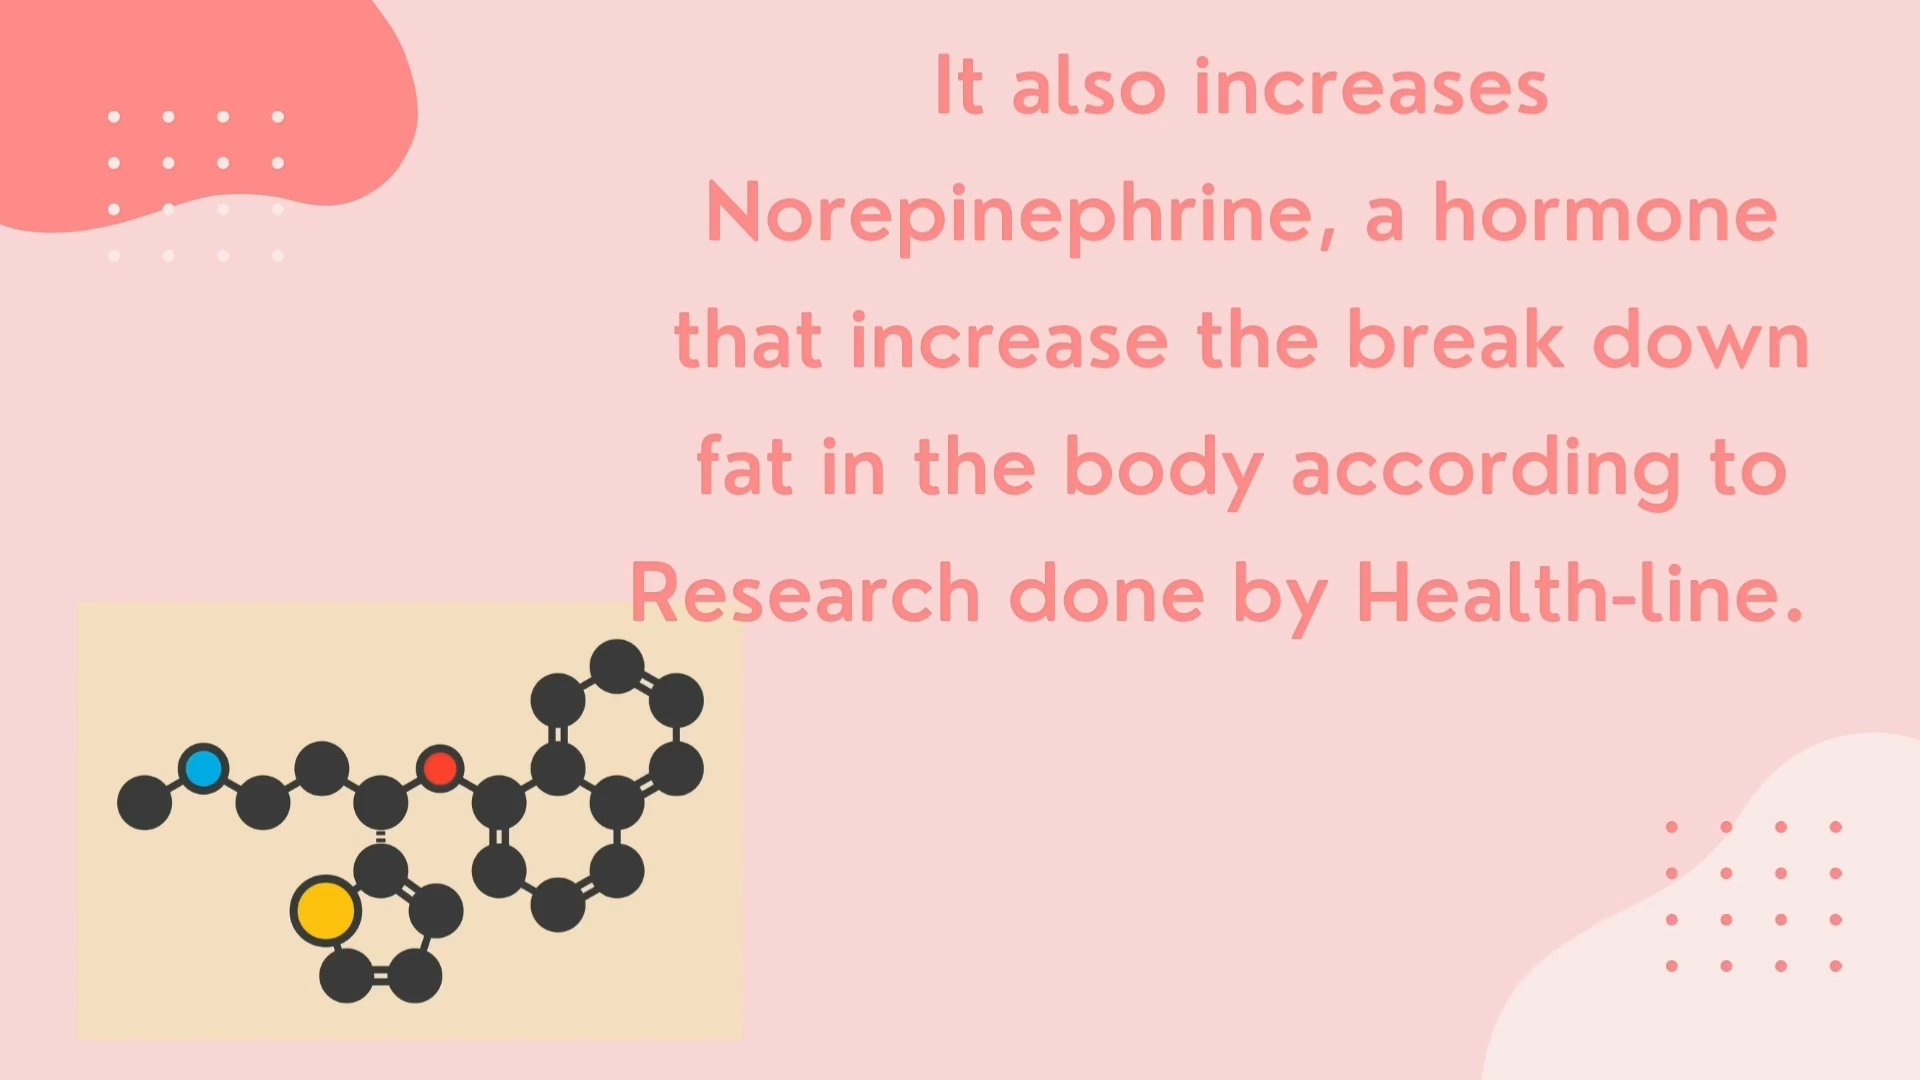 It also increases
Norepinephrine, a hormone
that increase the break down
fat in the body according to
Research done by Health-line.